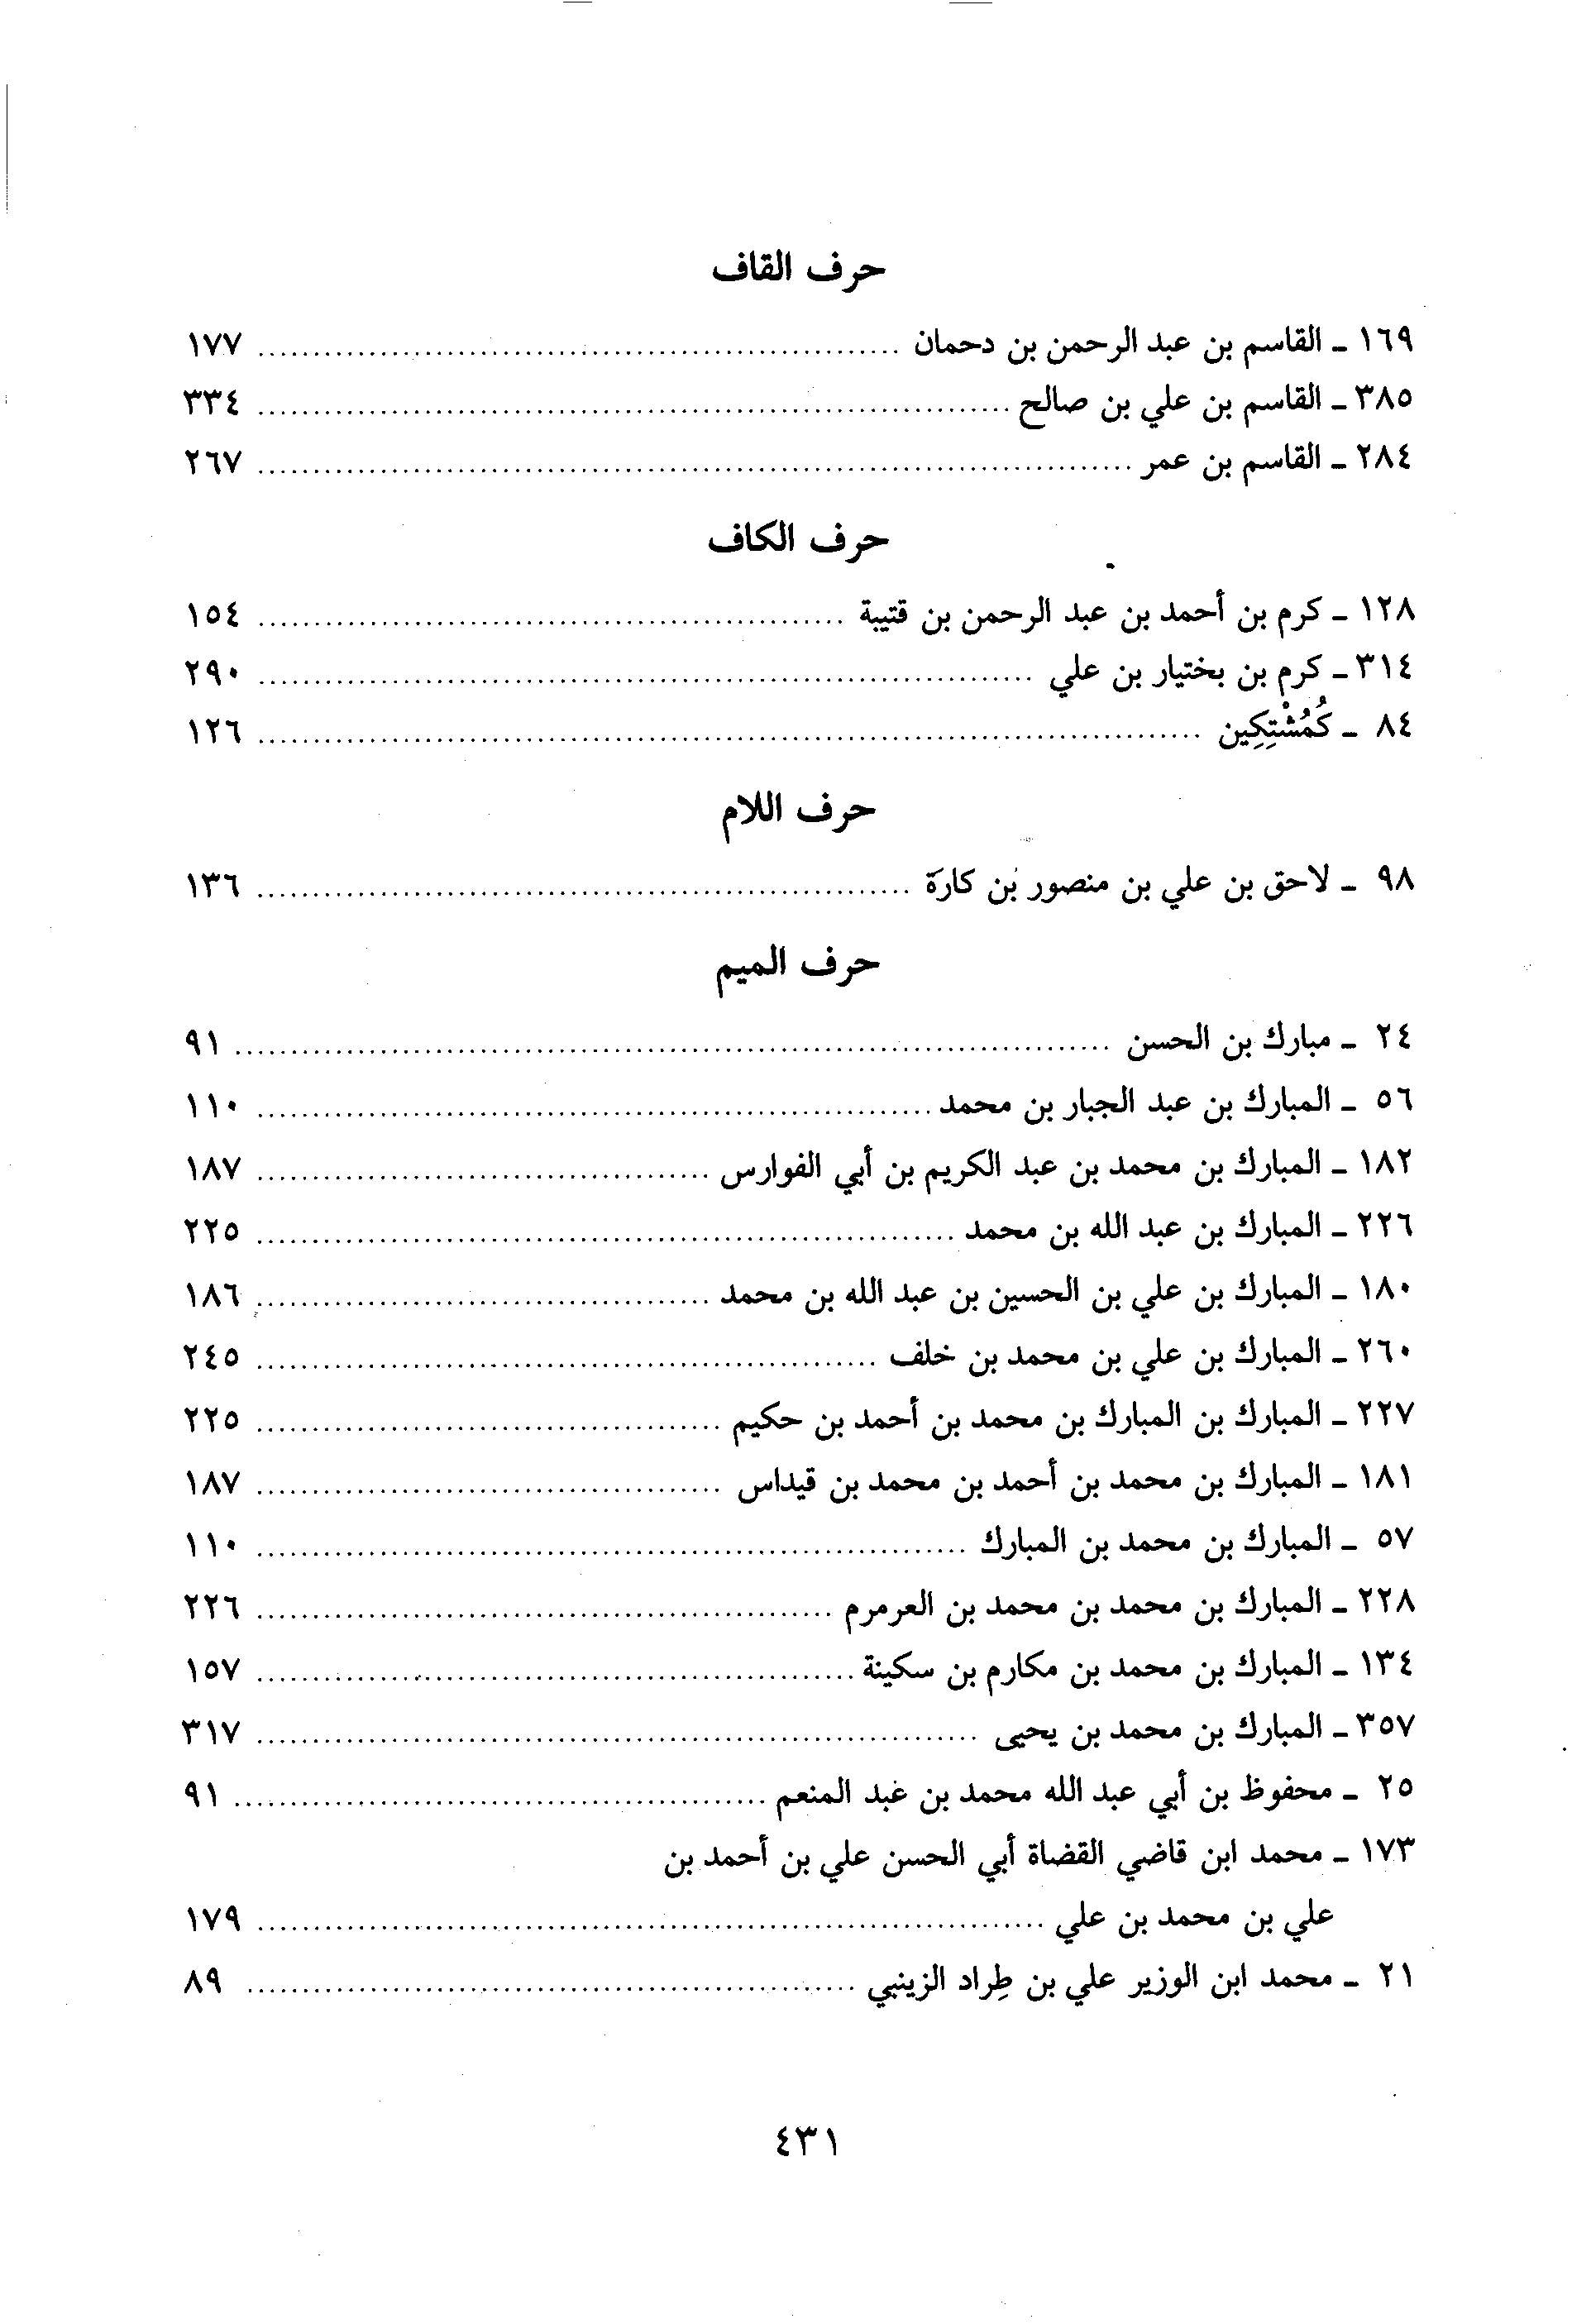 حرف القاف
١٦٩ ـ القاسم بن عبد الرحمن بن دحمان ........ ١٧٧
٣٨٥ ـ القاسم بن علي بن صالح ........ ٣٣٤
٢٨٤ ـ القاسم بن عمر ........ ٢٦٧
حرف الكاف
١٢٨ ـ كرم بن أحمد بن عبد الرحمن بن قتيبة ........ ١٥٤
٣١٤ ـ كرم بن بختيار بن علي ........ ٢٩٠
٨٤ ـ كُمُشْتِكِين ........ ١٢٦
حرف اللام
٩٨ ـ لاحق بن علي بن منصور بن كارة ........ ١٣٦
حرف الميم
٢٤ ـ مبارك بن الحسن ........ ٩١
٥٦ ـ المبارك بن عبد الجبار بن محمد ........ ١١٠
١٨٢ ـ المبارك بن محمد بن عبد الكريم بن أبي الفوارس ........ ١٨٧
٢٢٦ ـ المبارك بن عبد الله بن محمد ........ ٢٢٥
١٨٠ ـ المبارك بن علي بن الحسين بن عبد الله بن محمد ........ ١٨٦
٢٦٠ ـ المبارك بن علي بن محمد بن خلف ........ ٢٤٥
٢٢٧ ـ المبارك بن المبارك بن محمد بن أحمد بن حكيم ........ ٢٢٥
١٨١ ـ المبارك بن محمد بن أحمد بن محمد بن قيداس ........ ١٨٧
٥٧ ـ المبارك بن محمد بن المبارك ........ ١١٠
٢٢٨ ـ المبارك بن محمد بن محمد بن العرمرم ........ ٢٢٦
١٣٤ ـ المبارك بن محمد بن مكارم بن سكينة ........ ١٥٧
٣٥٧ ـ المبارك بن محمد بن يحيى ........ ٣١٧
٢٥ ـ محفوظ بن أبي عبد الله محمد بن عبد المنعم ........ ٩١
١٧٣ ـ محمد ابن قاضي القضاة أبي الحسن علي بن أحمد بن
علي بن محمد بن علي ........ ١٧٩
٢١ ـ محمد ابن الوزير علي بن طِراد الزينبي ........ ٨٩
٤٣١